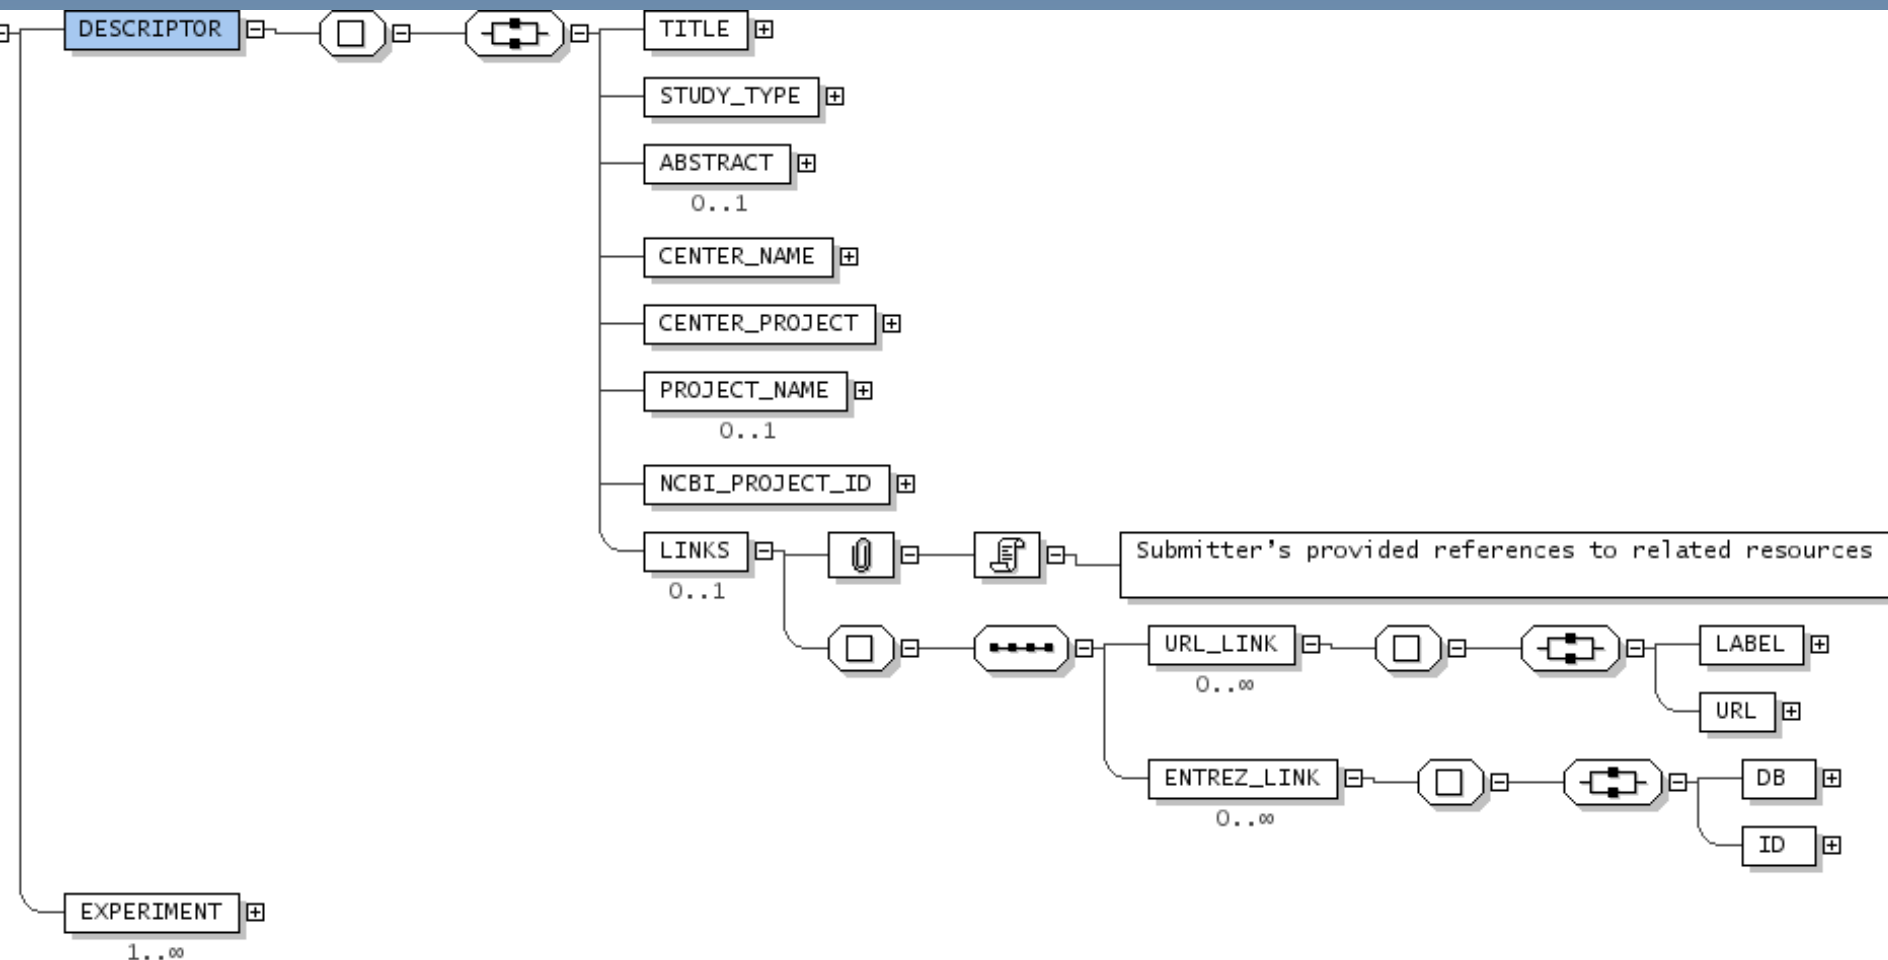 DESCRIPTOR
TITLE
STUDY_TYPE
ABSTRACT
0..1
CENTER_NAME
CENTER_PROJECT
PROJECT_NAME
0..1
NCBI_PROJECT_ID
LINKS
0..1
Submitter's provided references to related resources
URL_LINK
0..∞
LABEL
URL
ENTREZ_LINK
0..∞
DB
ID
EXPERIMENT
1..∞